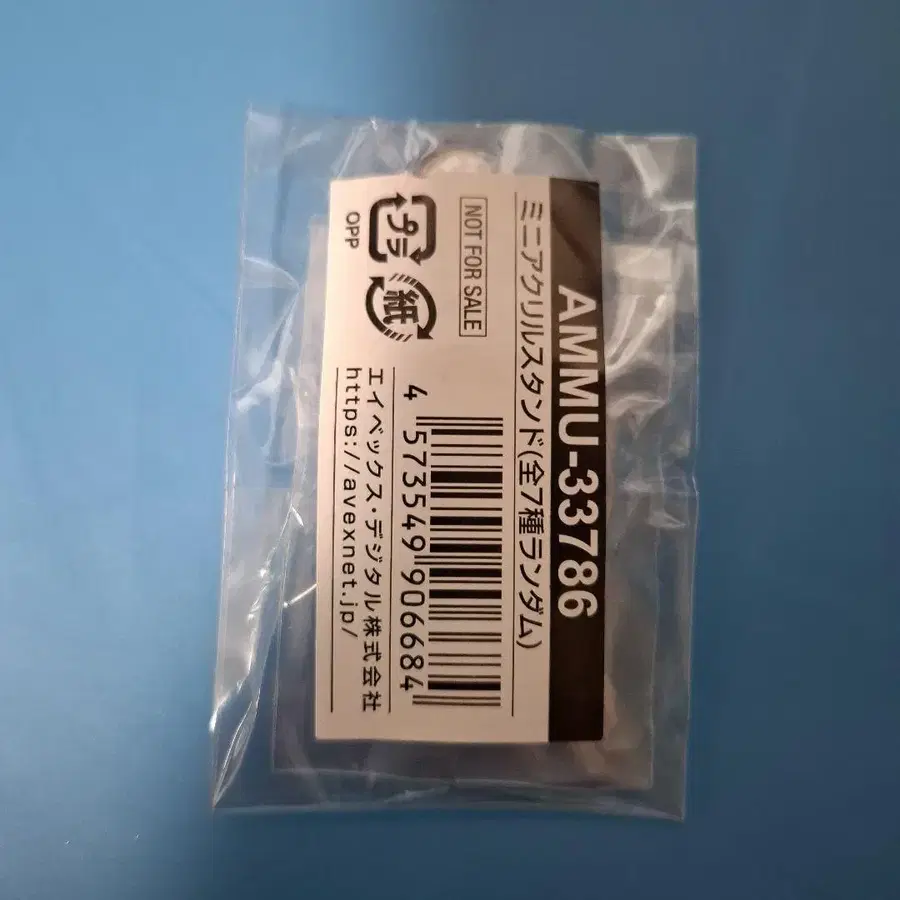 AMMU-33786
ミニアクリルスタンド(全7種ランダム)
NOT FOR SALE
4 573549 906684
プラ
紙
OPP
エイベックス・デジタル株式会社
https://avexnet.jp/